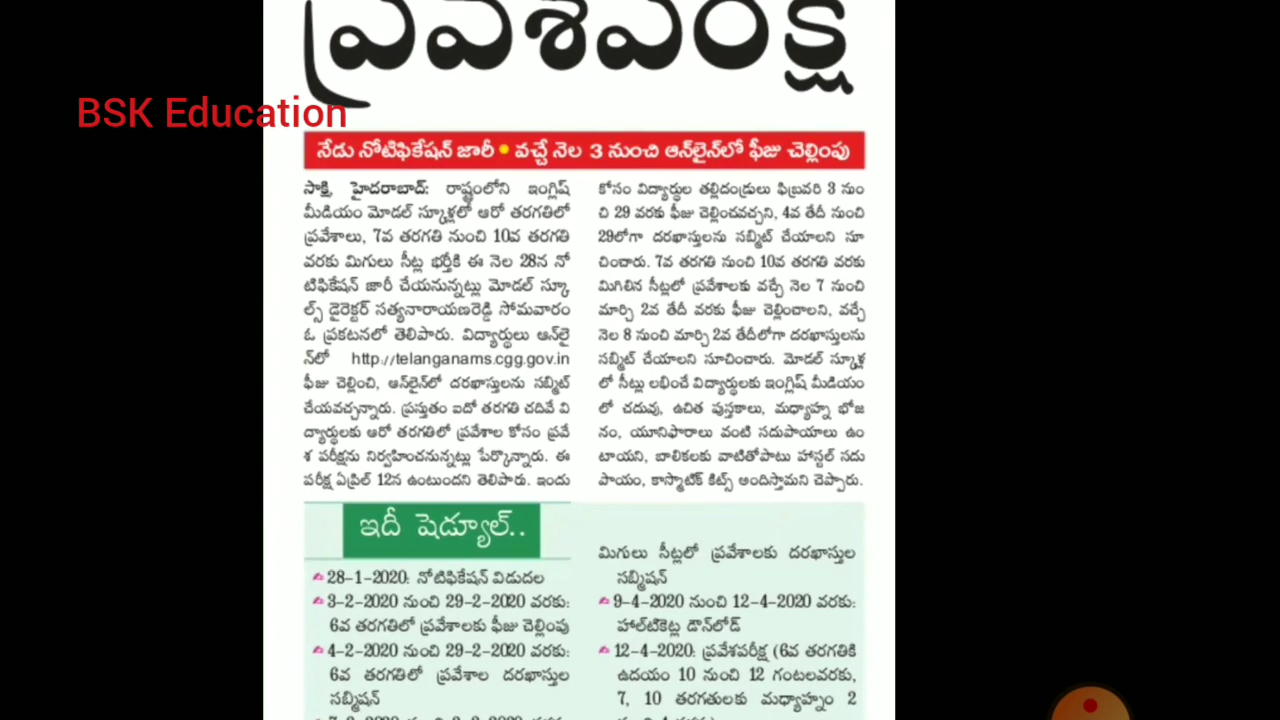 ప్రవేశపరీక్ష
BSK Education
నేడు నోటిఫికేషన్ జారీ • వచ్చే నెల 3 నుంచి ఆన్‌లైన్‌లో ఫీజు చెల్లింపు
సాక్షి, హైదరాబాద్: రాష్ట్రంలోని ఇంగ్లిష్
మీడియం మోడల్ స్కూళ్లలో ఆరో తరగతిలో
ప్రవేశాలు, 7వ తరగతి నుంచి 10వ తరగతి
వరకు మిగులు సీట్ల భర్తీకి ఈ నెల 28న నో
టిఫికేషన్ జారీ చేయనున్నట్లు మోడల్ స్కూ
ల్స్ డైరెక్టర్ సత్యనారాయణరెడ్డి సోమవారం
ఓ ప్రకటనలో తెలిపారు. విద్యార్థులు ఆన్‌లై
న్‌లో http://telanganams.cgg.gov.in
ఫీజు చెల్లించి, ఆన్‌లైన్‌లో దరఖాస్తులను సబ్మిట్
చేయవచ్చన్నారు. ప్రస్తుతం ఐదో తరగతి చదివే వి
ద్యార్థులకు ఆరో తరగతిలో ప్రవేశాల కోసం ప్రవే
శ పరీక్షను నిర్వహించనున్నట్లు పేర్కొన్నారు. ఈ
పరీక్ష ఏప్రిల్ 12న ఉంటుందని తెలిపారు. ఇందు
కోసం విద్యార్థుల తల్లిదండ్రులు ఫిబ్రవరి 3 నుం
చి 29 వరకు ఫీజు చెల్లించవచ్చని, 4వ తేదీ నుంచి
29లోగా దరఖాస్తులను సబ్మిట్ చేయాలని సూ
చించారు. 7వ తరగతి నుంచి 10వ తరగతి వరకు
మిగిలిన సీట్లలో ప్రవేశాలకు వచ్చే నెల 7 నుంచి
మార్చి 2వ తేదీ వరకు ఫీజు చెల్లించాలని, వచ్చే
నెల 8 నుంచి మార్చి 2వ తేదీలోగా దరఖాస్తులను
సబ్మిట్ చేయాలని సూచించారు. మోడల్ స్కూళ్ల
లో సీట్లు లభించే విద్యార్థులకు ఇంగ్లిష్ మీడియం
లో చదువు, ఉచిత పుస్తకాలు, మధ్యాహ్న భోజ
నం, యూనిఫారాలు వంటి సదుపాయాలు ఉం
టాయని, బాలికలకు వాటితోపాటు హాస్టల్ సదు
పాయం, కాస్మొటిక్ కిట్స్ అందిస్తామని చెప్పారు.
ఇదీ షెడ్యూల్..
28-1-2020: నోటిఫికేషన్ విడుదల
3-2-2020 నుంచి 29-2-2020 వరకు:
6వ తరగతిలో ప్రవేశాలకు ఫీజు చెల్లింపు
4-2-2020 నుంచి 29-2-2020 వరకు:
6వ తరగతిలో ప్రవేశాల దరఖాస్తుల
సబ్మిషన్
మిగులు సీట్లలో ప్రవేశాలకు దరఖాస్తుల
సబ్మిషన్
9-4-2020 నుంచి 12-4-2020 వరకు:
హాల్‌టికెట్ల డౌన్‌లోడ్
12-4-2020: ప్రవేశపరీక్ష (6వ తరగతికి
ఉదయం 10 నుంచి 12 గంటలవరకు,
7, 10 తరగతులకు మధ్యాహ్నం 2